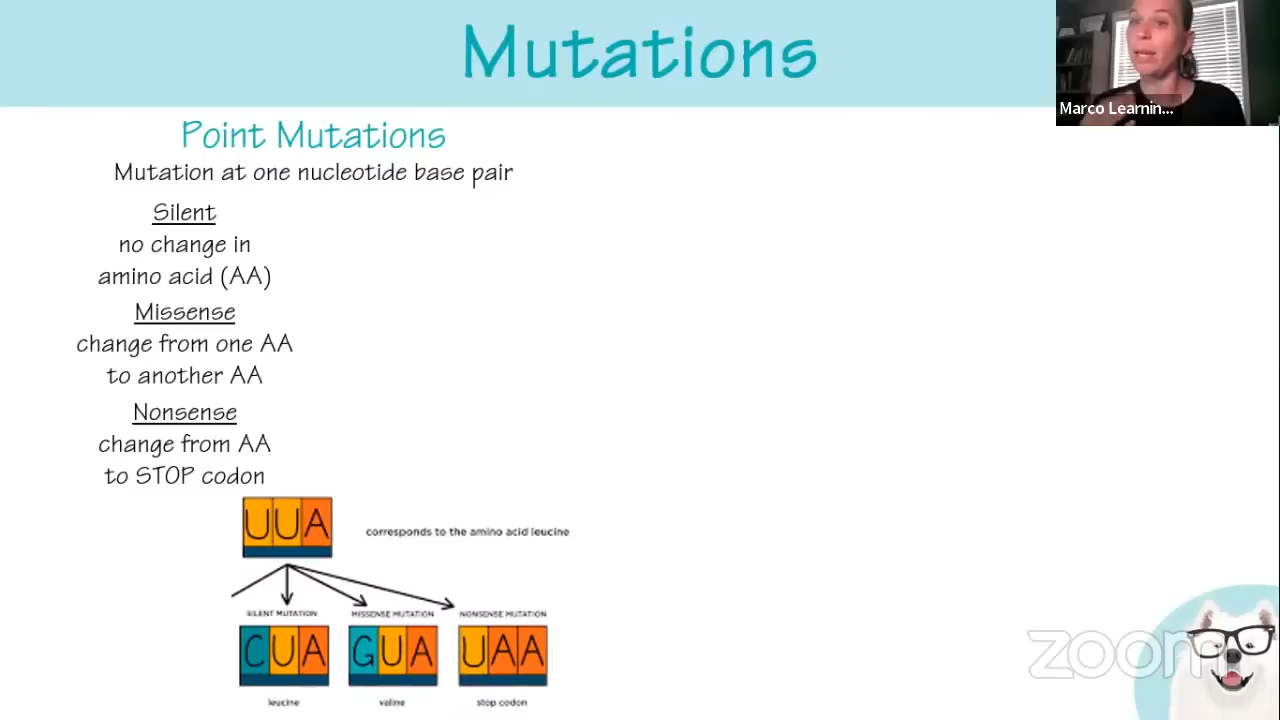 Mutations
Marco Learnin...
Point Mutations
Mutation at one nucleotide base pair
Silent
no change in
amino acid (AA)
Missense
change from one AA
to another AA
Nonsense
change from AA
to STOP codon
UUA
corresponds to the amino acid leucine
SILENT MUTATION MISSENSE MUTATION NONSENSE MUTATION
CUA GUA UAA
leucine valine stop codon
zoom